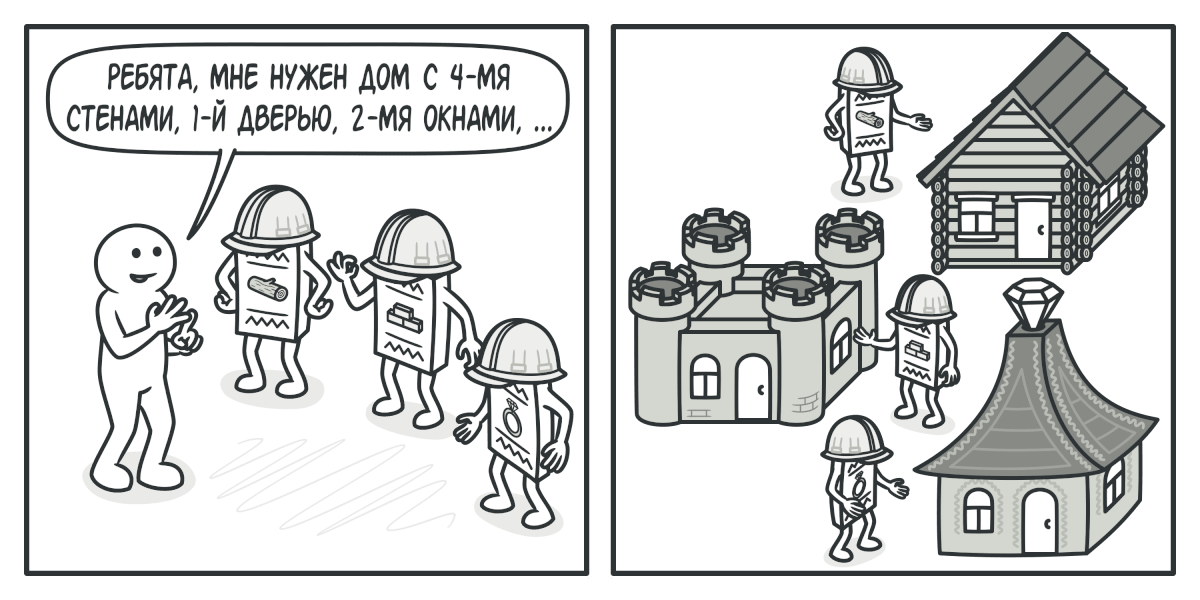 РЕБЯТА, МНЕ НУЖЕН ДОМ С 4-МЯ
СТЕНАМИ, 1-Й ДВЕРЬЮ, 2-МЯ ОКНАМИ, ...